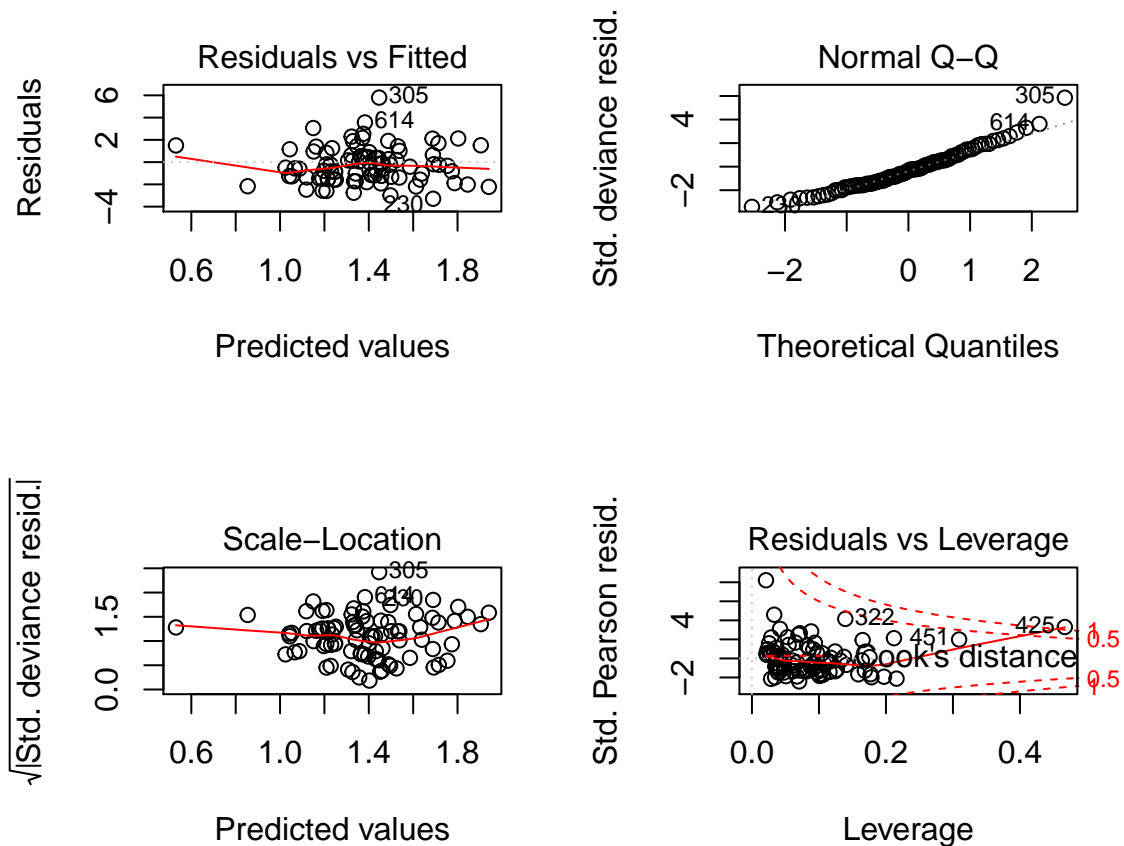 Residuals vs Fitted
Residuals
6
2
−4
305
614
230
0.6 1.0 1.4 1.8
Predicted values
Normal Q−Q
Std. deviance resid.
4
−2
305
614
230
−2 0 1 2
Theoretical Quantiles
Scale−Location
√|Std. deviance resid.|
1.5
0.0
305
614
230
0.6 1.0 1.4 1.8
Predicted values
Residuals vs Leverage
Std. Pearson resid.
4
−2
322
451
425
Cook's distance
1
0.5
0.5
1
0.0 0.2 0.4
Leverage